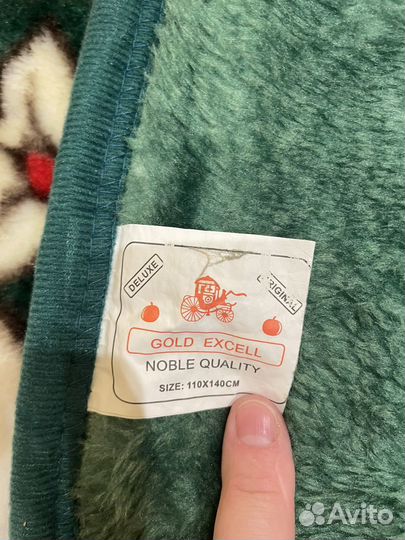 DELUXE
ORIGINAL
GOLD EXCELL
NOBLE QUALITY
SIZE: 110X140CM
Avito